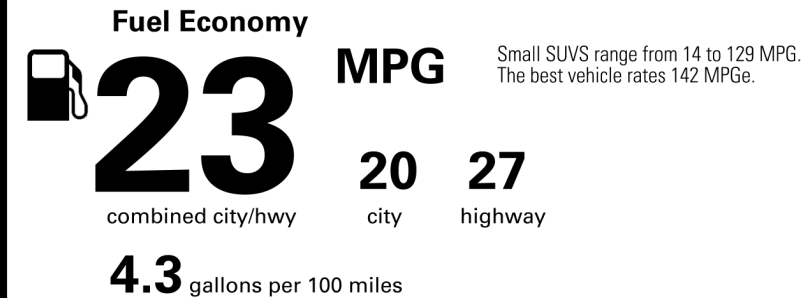 Fuel Economy
23 MPG
Small SUVS range from 14 to 129 MPG.
The best vehicle rates 142 MPGe.
combined city/hwy
20 27
city highway
4.3 gallons per 100 miles